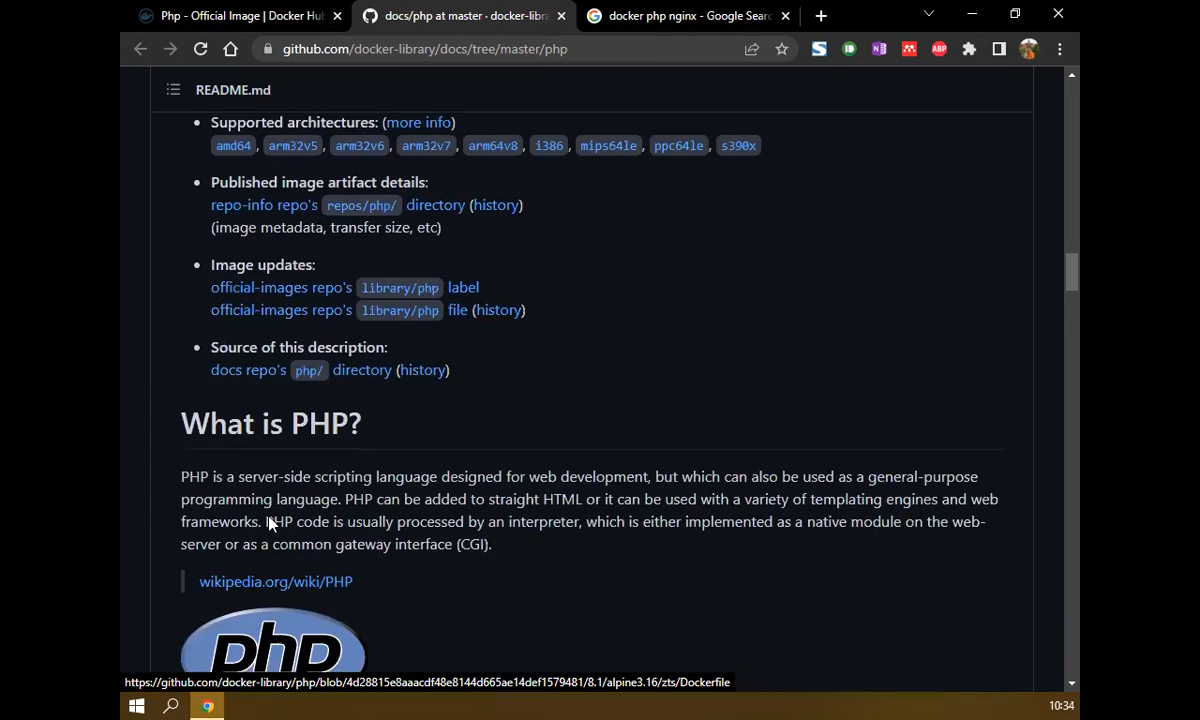 Php - Official Image | Docker Hu
docs/php at master · docker-libra
docker php nginx - Google Searc
github.com/docker-library/docs/tree/master/php
README.md
Supported architectures: (more info)
amd64, arm32v5, arm32v6, arm32v7, arm64v8, i386, mips64le, ppc64le, s390x
Published image artifact details:
repo-info repo's repos/php/ directory (history)
(image metadata, transfer size, etc)
Image updates:
official-images repo's library/php label
official-images repo's library/php file (history)
Source of this description:
docs repo's php/ directory (history)
What is PHP?
PHP is a server-side scripting language designed for web development, but which can also be used as a general-purpose
programming language. PHP can be added to straight HTML or it can be used with a variety of templating engines and web
frameworks. PHP code is usually processed by an interpreter, which is either implemented as a native module on the web-
server or as a common gateway interface (CGI).
wikipedia.org/wiki/PHP
php
https://github.com/docker-library/php/blob/4d28815e8aaacdf48e8144d665ae14def1579481/8.1/alpine3.16/zts/Dockerfile
10:34